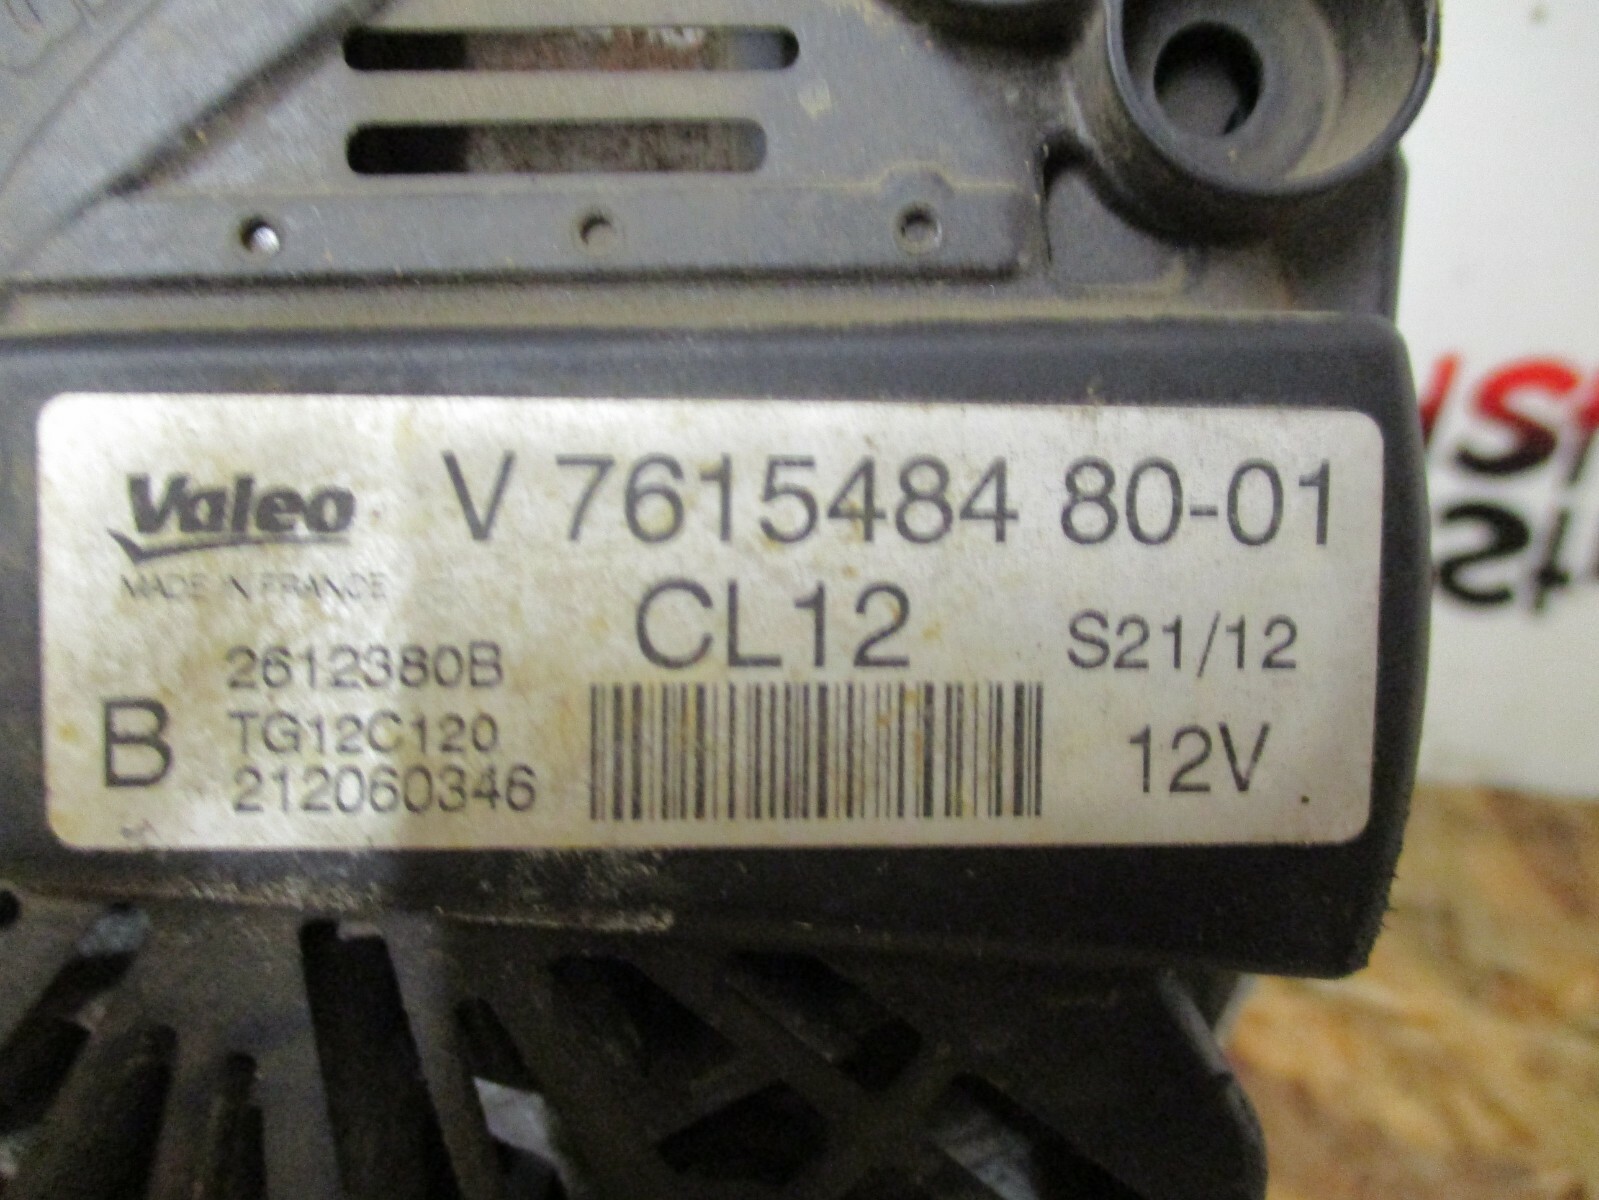 Valeo V 7615484 80-01
MADE IN FRANCE
CL12 S21/12
2612380B
B TG12C120 12V
212060346